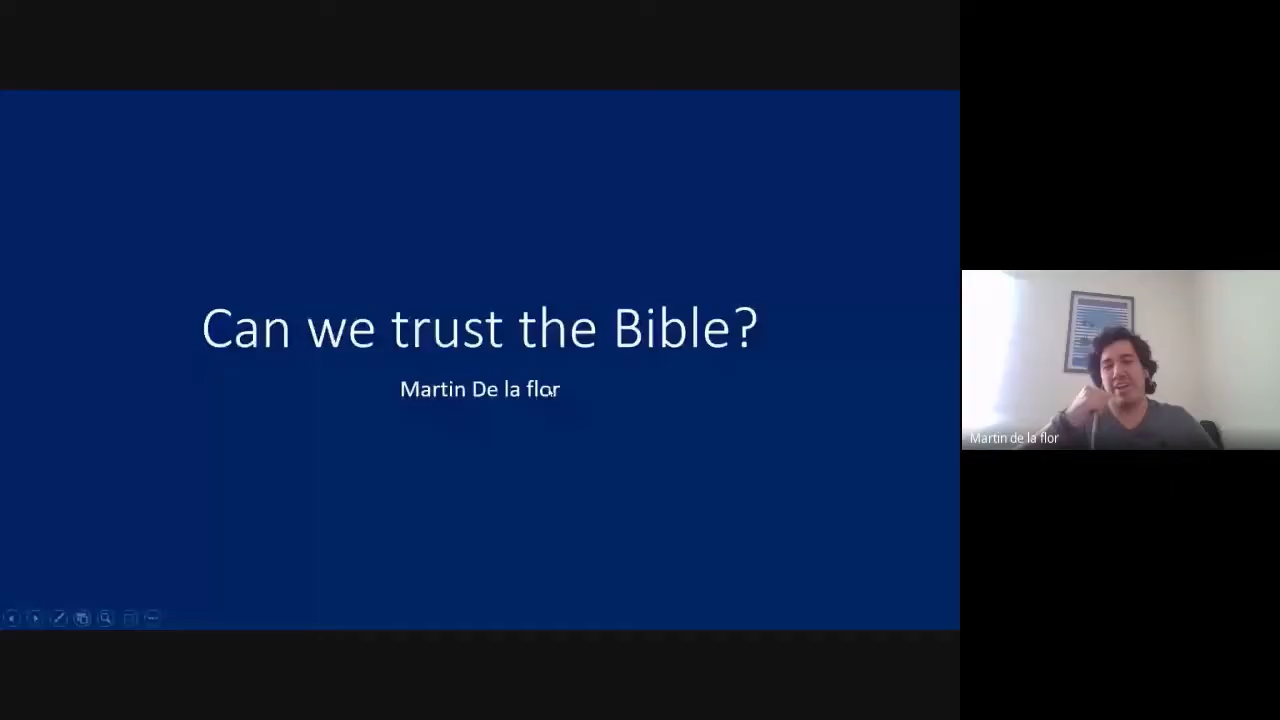 Can we trust the Bible?
Martin De la flor
Martin de la flor